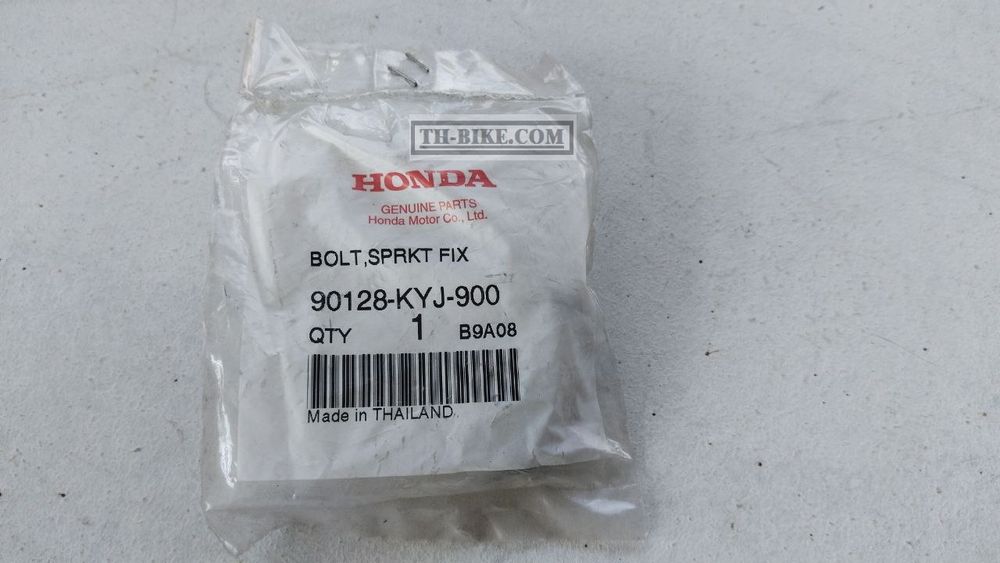 TH-BIKE.COM
HONDA
GENUINE PARTS
Honda Motor Co., Ltd.
BOLT,SPRKT FIX
90128-KYJ-900
QTY 1 B9A08
Made in THAILAND.